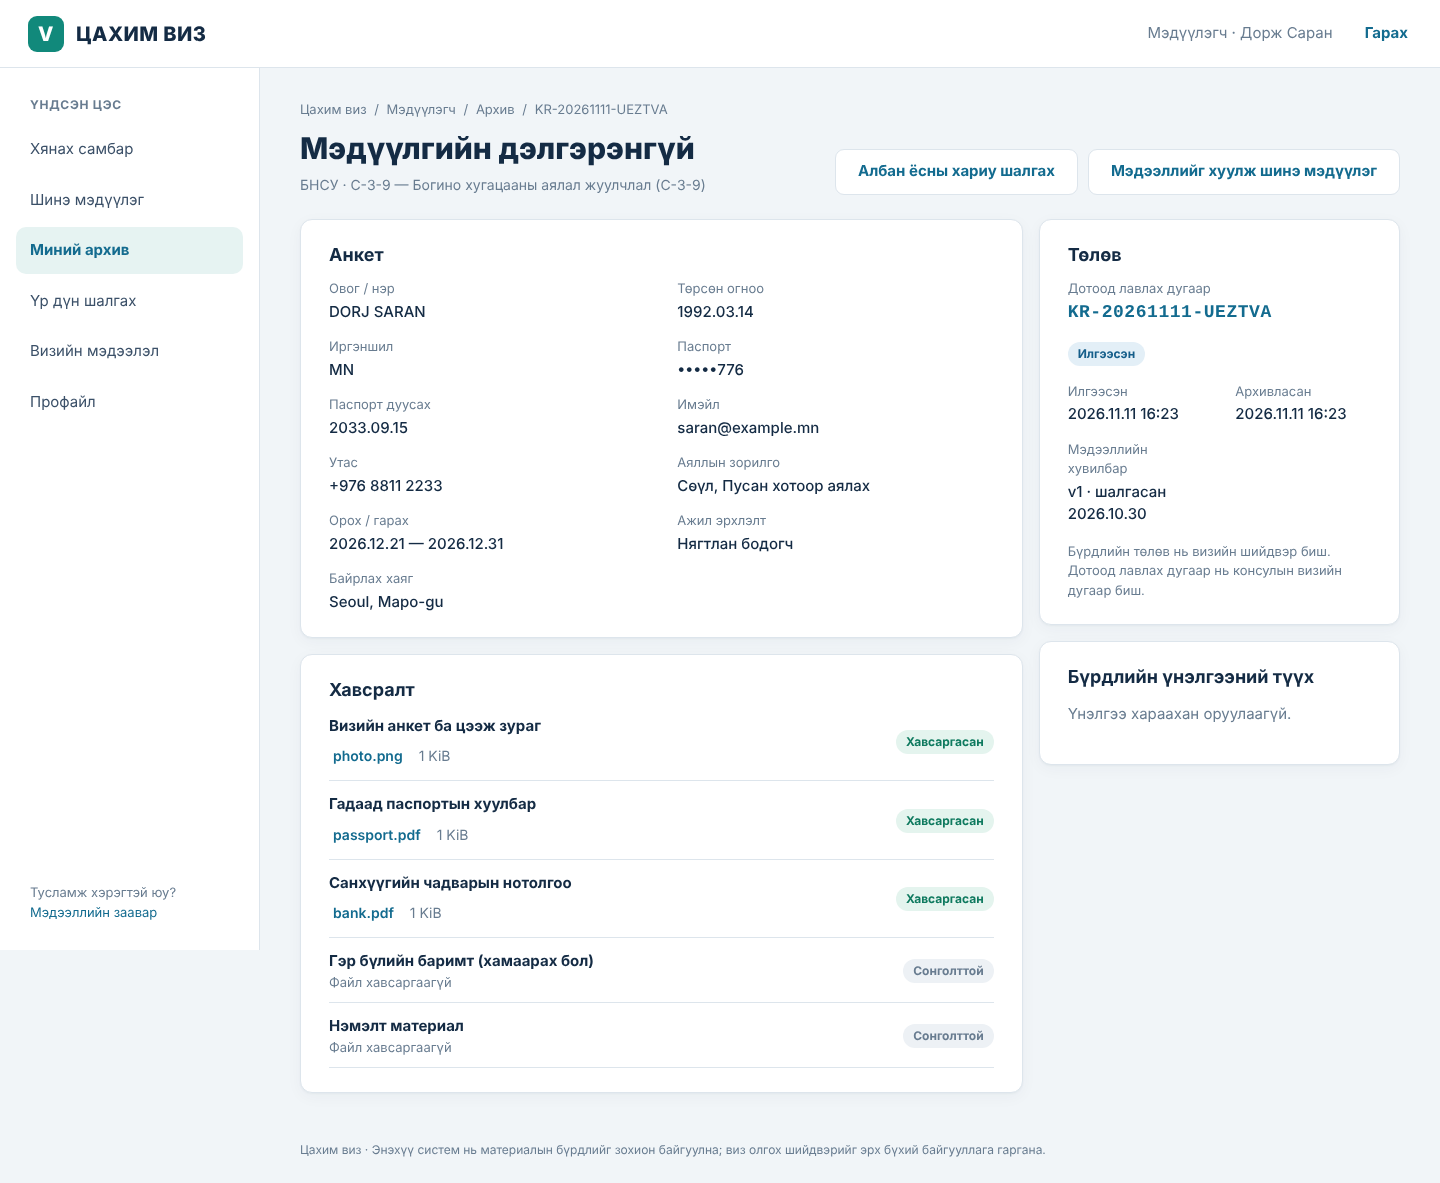 V ЦАХИМ ВИЗ
Мэдүүлэгч · Дорж Саран Гарах
ҮНДСЭН ЦЭС
Хянах самбар
Шинэ мэдүүлэг
Миний архив
Үр дүн шалгах
Визийн мэдээлэл
Профайл
Тусламж хэрэгтэй юу?
Мэдээллийн заавар
Цахим виз / Мэдүүлэгч / Архив / KR-20261111-UEZTVA
Мэдүүлгийн дэлгэрэнгүй
БНСУ · C-3-9 — Богино хугацааны аялал жуулчлал (C-3-9)
Албан ёсны хариу шалгах
Мэдээллийг хуулж шинэ мэдүүлэг
Анкет
Овог / нэр
DORJ SARAN
Төрсөн огноо
1992.03.14
Иргэншил
MN
Паспорт
•••••776
Паспорт дуусах
2033.09.15
Имэйл
saran@example.mn
Утас
+976 8811 2233
Аяллын зорилго
Сөүл, Пусан хотоор аялах
Орох / гарах
2026.12.21 — 2026.12.31
Ажил эрхлэлт
Нягтлан бодогч
Байрлах хаяг
Seoul, Mapo-gu
Хавсралт
Визийн анкет ба цээж зураг
photo.png 1 KiB
Хавсаргасан
Гадаад паспортын хуулбар
passport.pdf 1 KiB
Хавсаргасан
Санхүүгийн чадварын нотолгоо
bank.pdf 1 KiB
Хавсаргасан
Гэр бүлийн баримт (хамаарах бол)
Файл хавсаргаагүй
Сонголттой
Нэмэлт материал
Файл хавсаргаагүй
Сонголттой
Төлөв
Дотоод лавлах дугаар
KR-20261111-UEZTVA
Илгээсэн
Илгээсэн
2026.11.11 16:23
Архивласан
2026.11.11 16:23
Мэдээллийн
хувилбар
v1 · шалгасан
2026.10.30
Бүрдлийн төлөв нь визийн шийдвэр биш.
Дотоод лавлах дугаар нь консулын визийн
дугаар биш.
Бүрдлийн үнэлгээний түүх
Үнэлгээ хараахан оруулаагүй.
Цахим виз · Энэхүү систем нь материалын бүрдлийг зохион байгуулна; виз олгох шийдвэрийг эрх бүхий байгууллага гаргана.